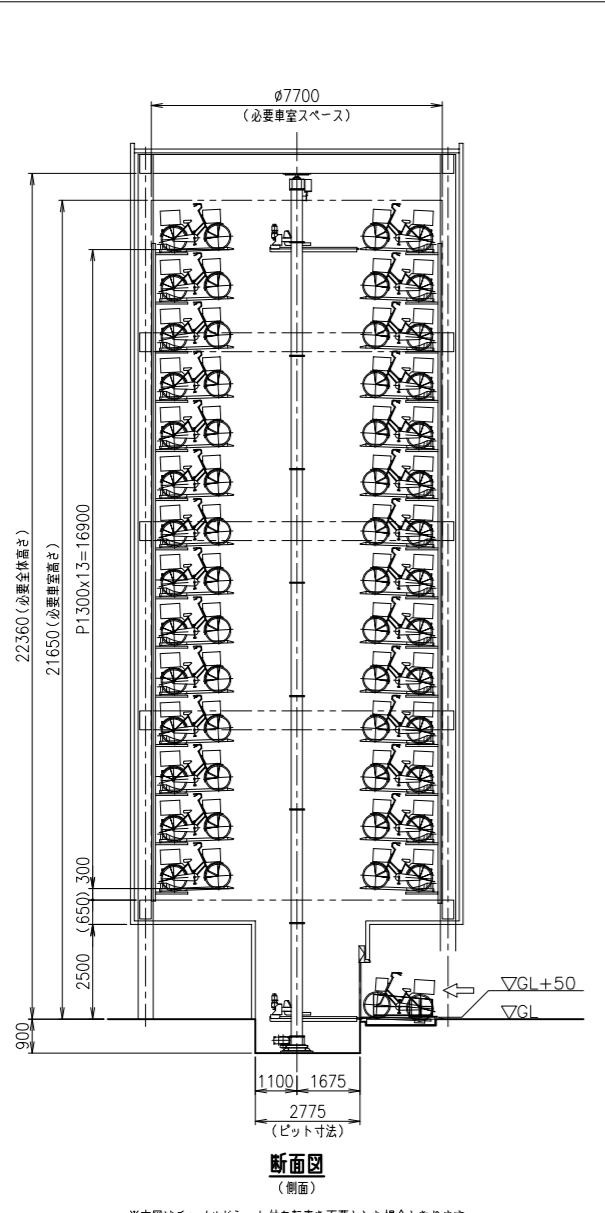 ø7700
(必要車室スペース)
22360(必要全体高さ)
21650(必要車室高さ)
P1300x13=16900
300
(650)
2500
900
▽GL+50
▽GL
1100
1675
2775
(ピット寸法)
断面図
(側面)